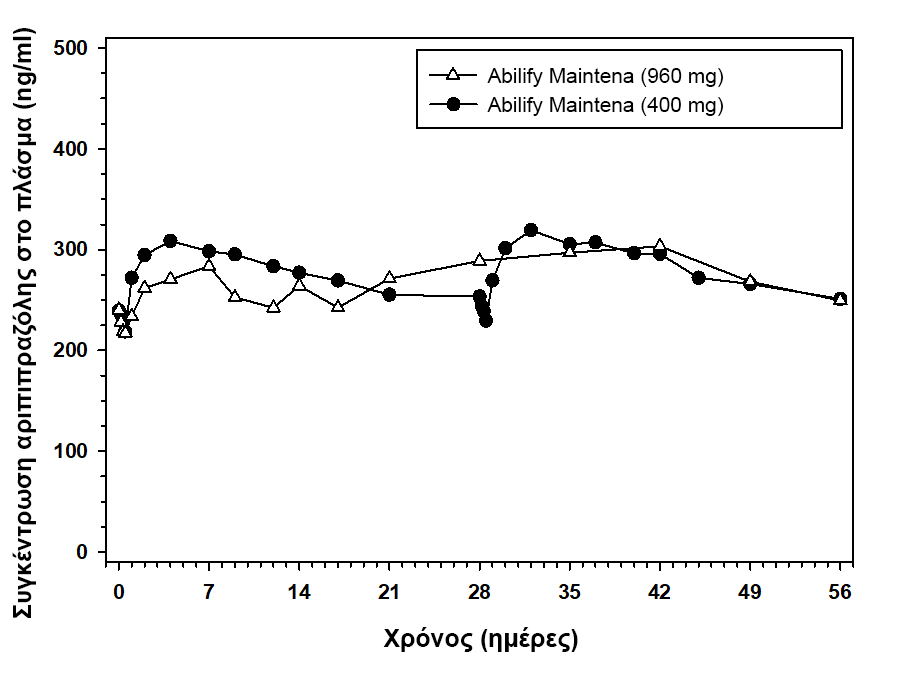 Συγκέντρωση αριπιπραζόλης στο πλάσμα (ng/ml)
500
400
300
200
100
0
Abilify Maintena (960 mg)
Abilify Maintena (400 mg)
0 7 14 21 28 35 42 49 56
Χρόνος (ημέρες)